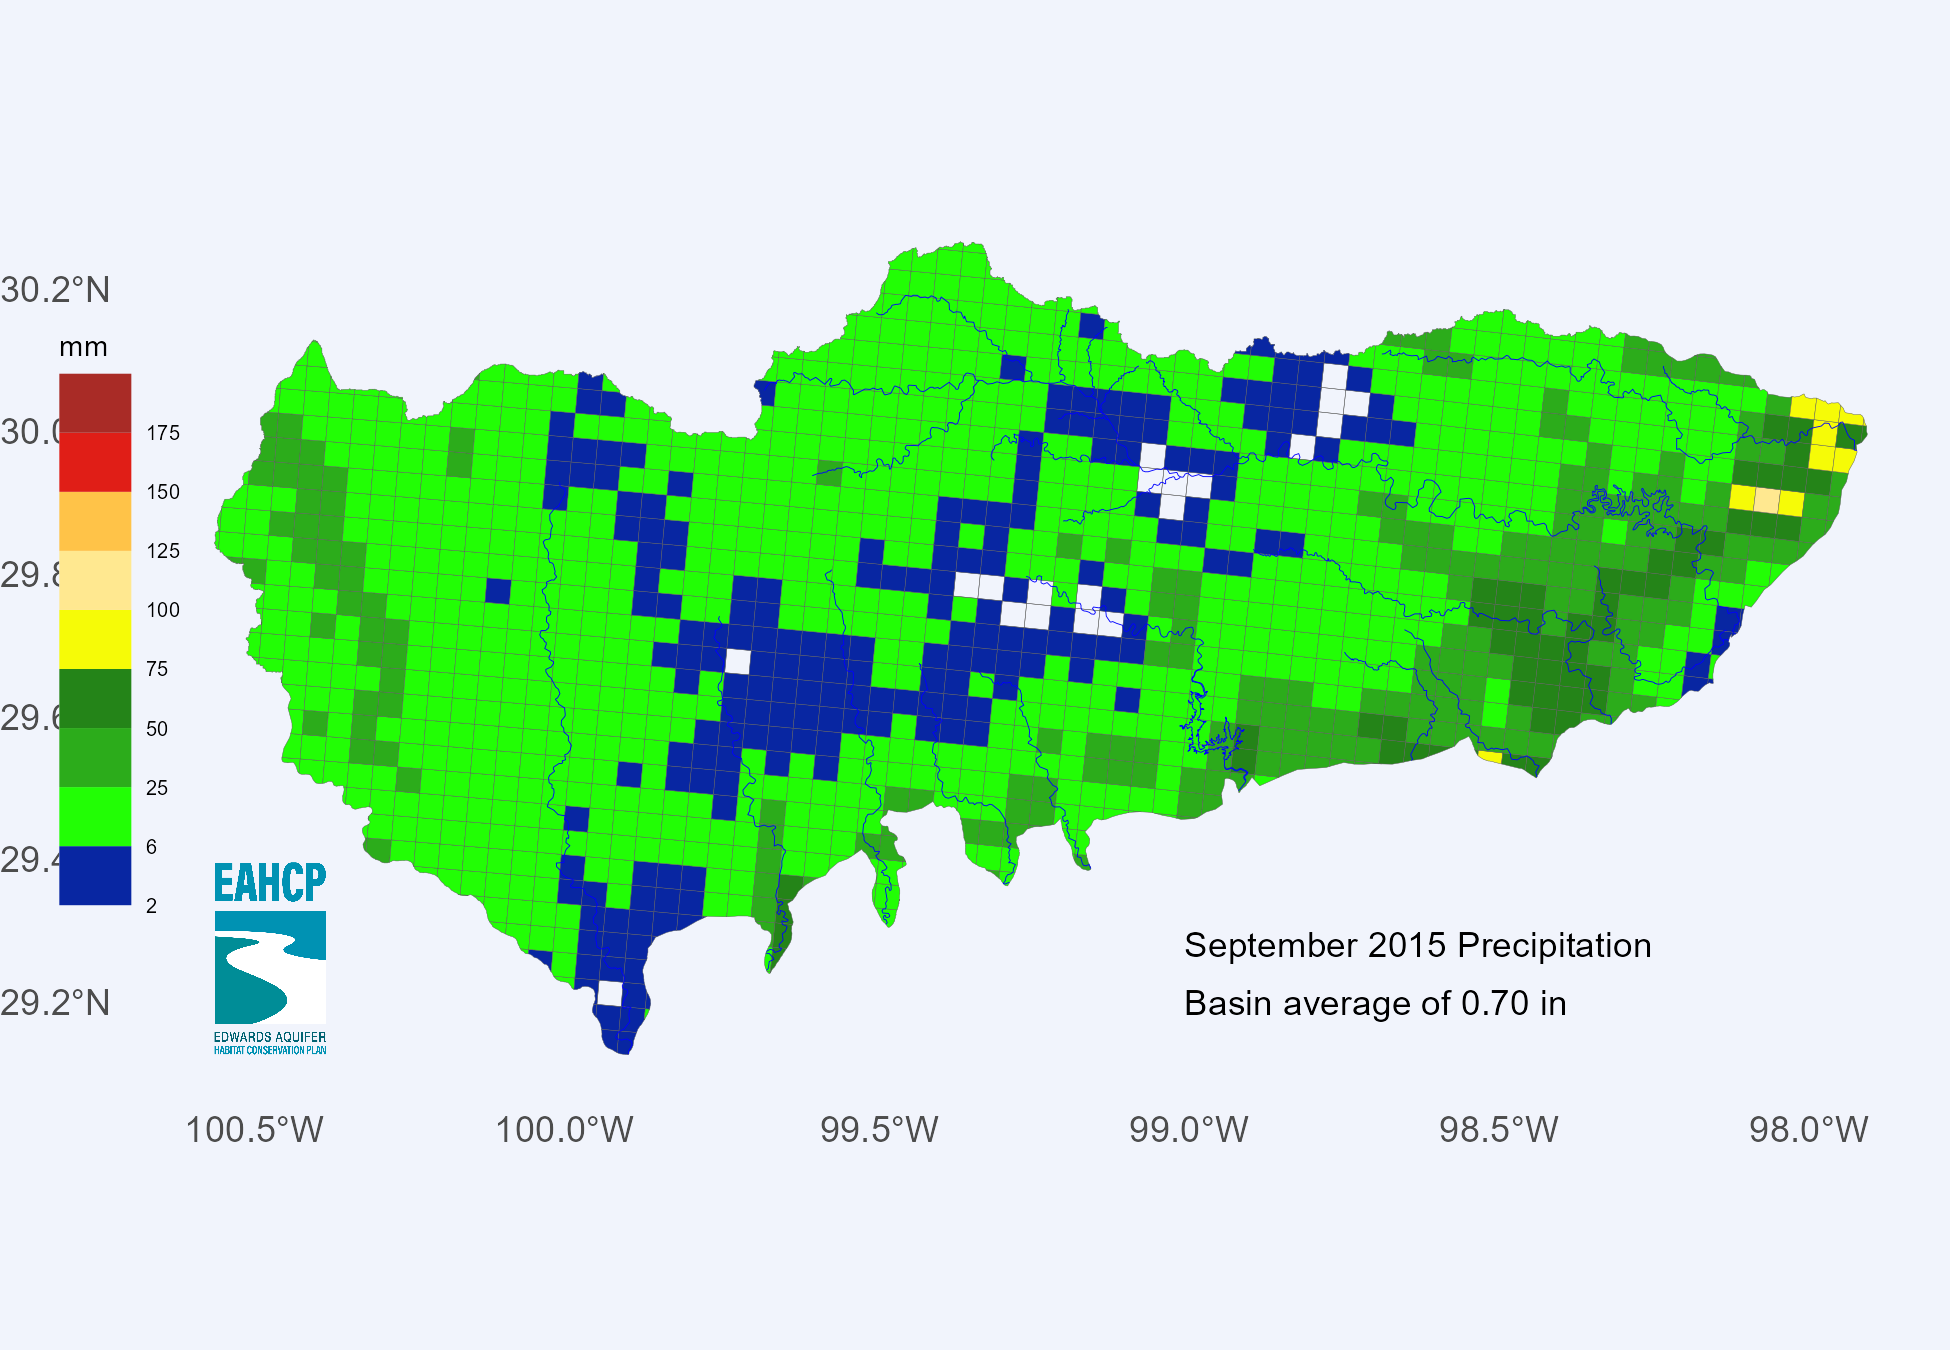 30.2°N
mm
30.0
175
150
29.8
125
100
75
29.6
50
25
6
29.4
2
EAHCP
EDWARDS AQUIFER
HABITAT CONSERVATION PLAN
September 2015 Precipitation
Basin average of 0.70 in
29.2°N
100.5°W
100.0°W
99.5°W
99.0°W
98.5°W
98.0°W